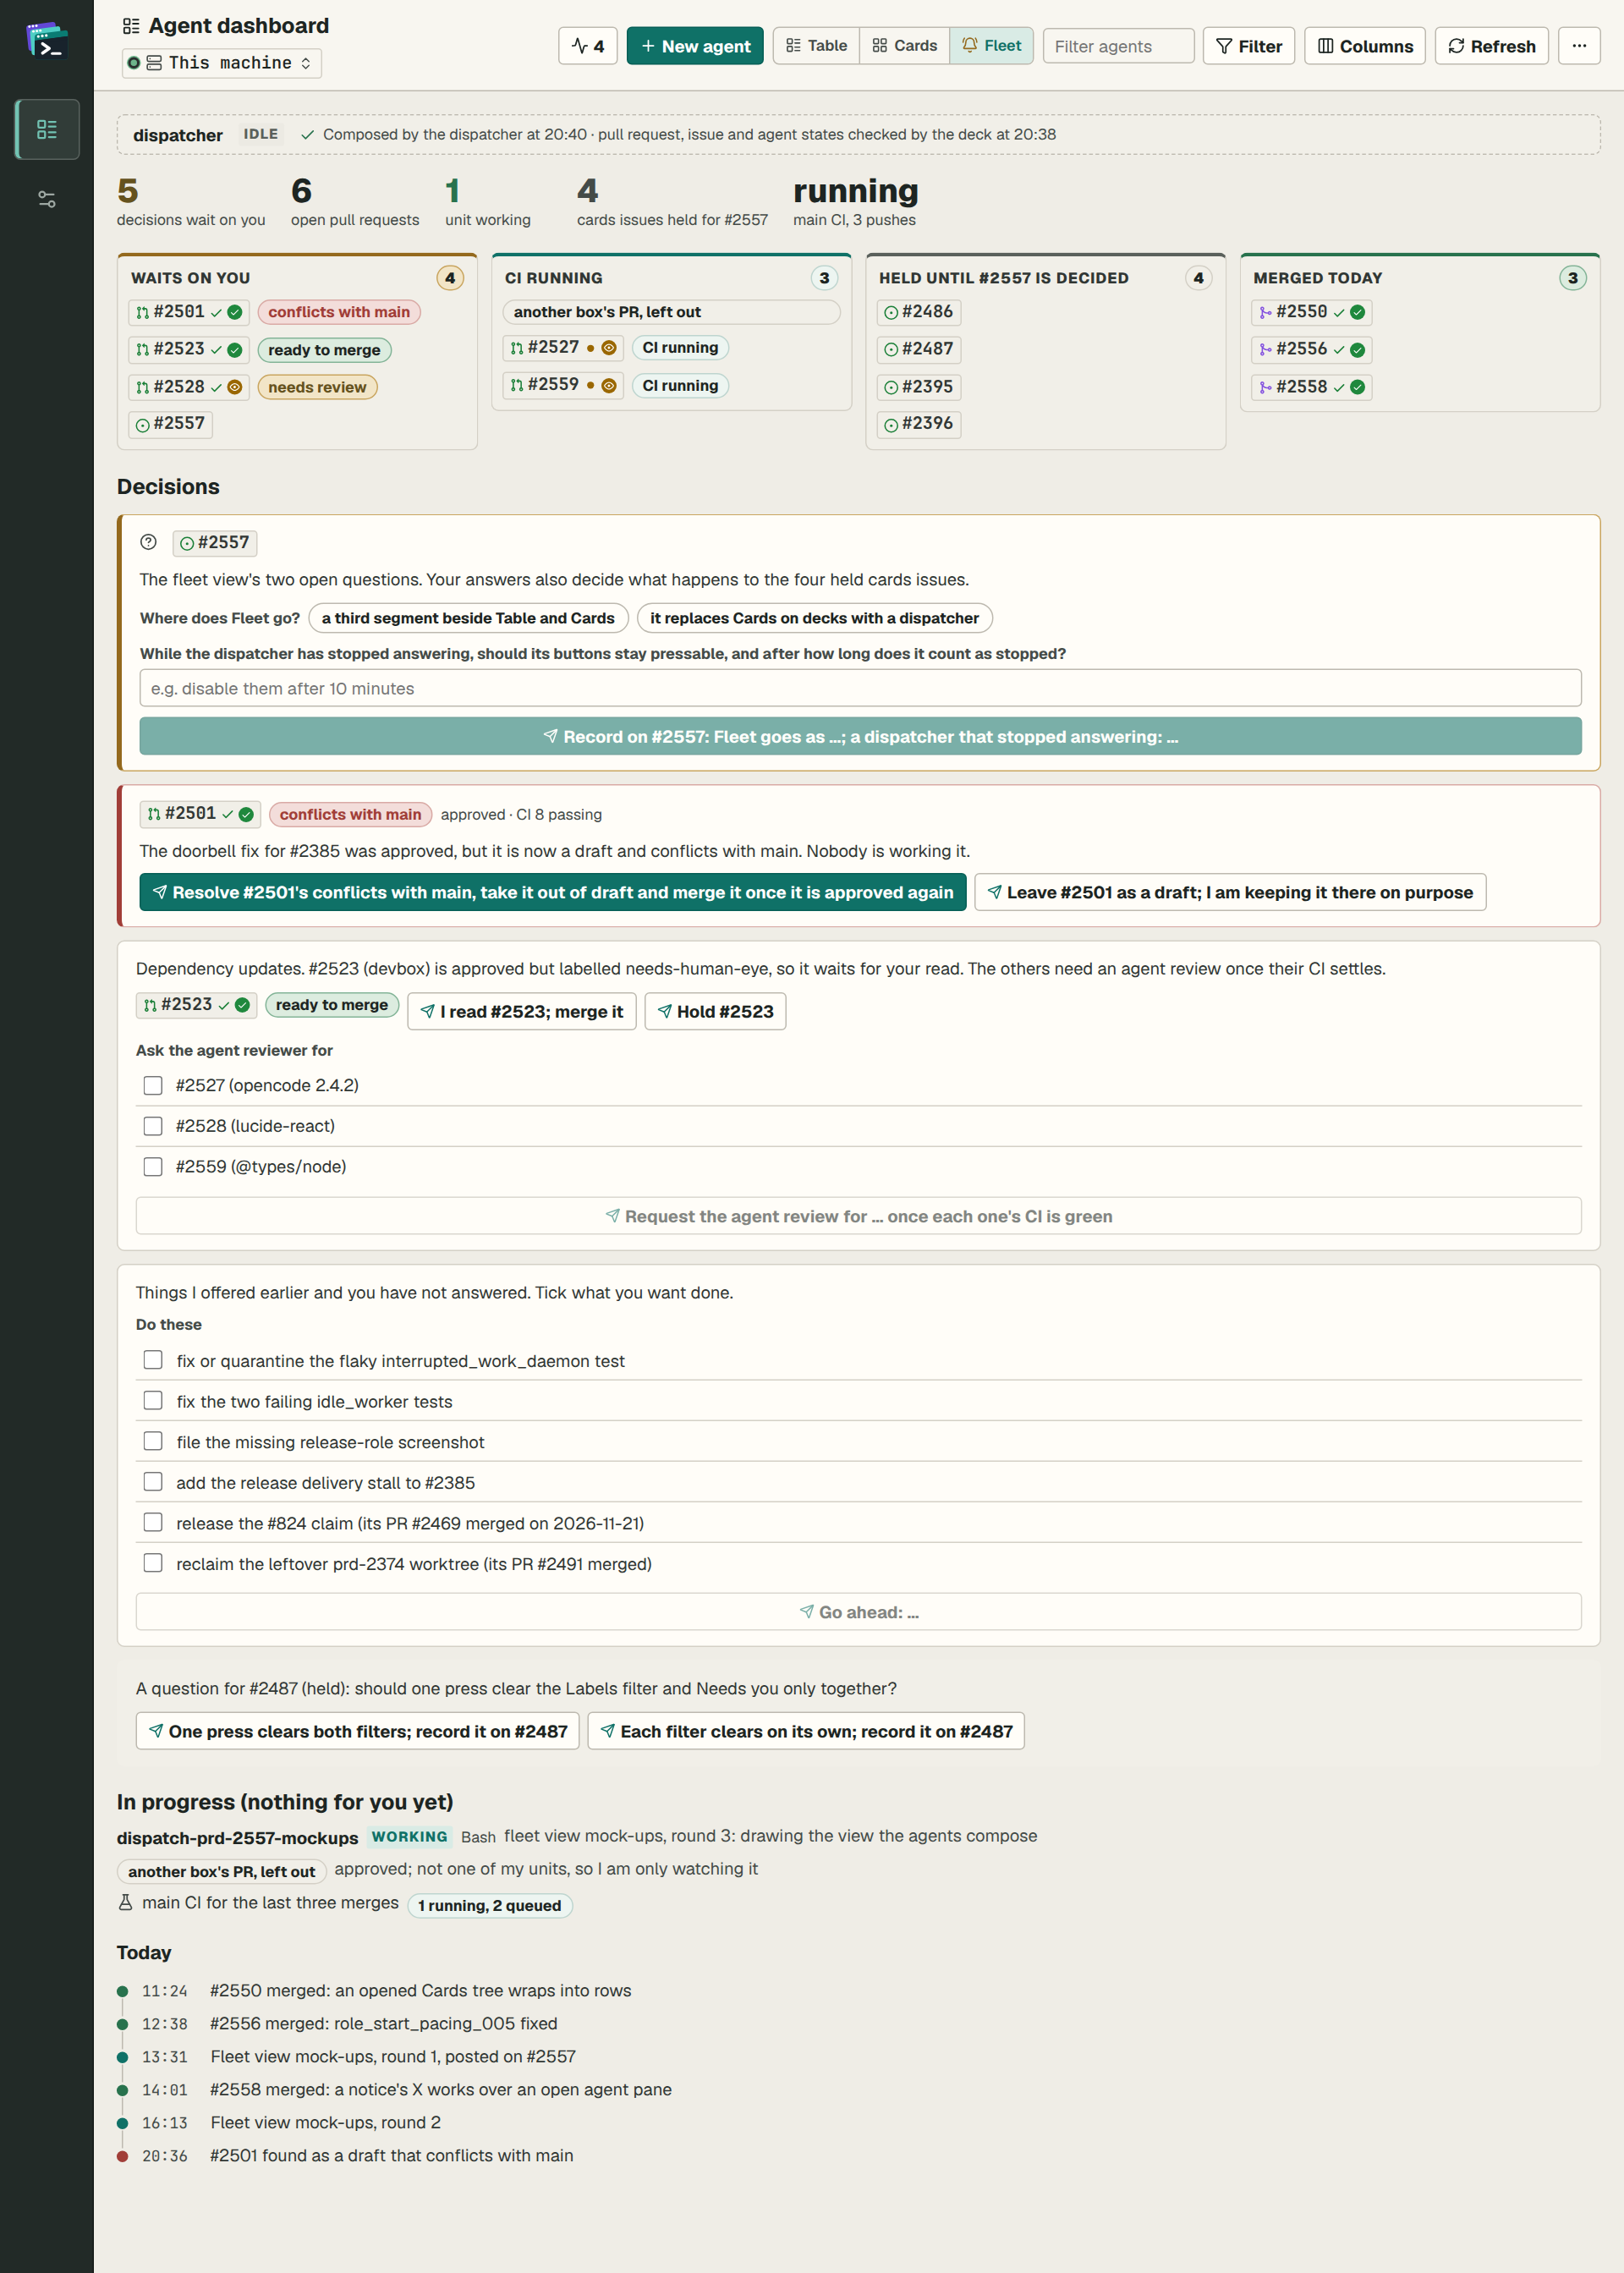 Agent dashboard
This machine
4
+ New agent
Table
Cards
Fleet
Filter agents
Filter
Columns
Refresh
...
dispatcher IDLE ✓ Composed by the dispatcher at 20:40 · pull request, issue and agent states checked by the deck at 20:38
5
decisions wait on you
6
open pull requests
1
unit working
4
cards issues held for #2557
running
main CI, 3 pushes
WAITS ON YOU 4
#2501 conflicts with main
#2523 ready to merge
#2528 needs review
#2557
CI RUNNING 3
another box's PR, left out
#2527 CI running
#2559 CI running
HELD UNTIL #2557 IS DECIDED 4
#2486
#2487
#2395
#2396
MERGED TODAY 3
#2550
#2556
#2558
Decisions
#2557
The fleet view's two open questions. Your answers also decide what happens to the four held cards issues.
Where does Fleet go? a third segment beside Table and Cards it replaces Cards on decks with a dispatcher
While the dispatcher has stopped answering, should its buttons stay pressable, and after how long does it count as stopped?
e.g. disable them after 10 minutes
Record on #2557: Fleet goes as ...; a dispatcher that stopped answering: ...
#2501 conflicts with main approved · CI 8 passing
The doorbell fix for #2385 was approved, but it is now a draft and conflicts with main. Nobody is working it.
Resolve #2501's conflicts with main, take it out of draft and merge it once it is approved again
Leave #2501 as a draft; I am keeping it there on purpose
Dependency updates. #2523 (devbox) is approved but labelled needs-human-eye, so it waits for your read. The others need an agent review once their CI settles.
#2523 ready to merge I read #2523; merge it Hold #2523
Ask the agent reviewer for
#2527 (opencode 2.4.2)
#2528 (lucide-react)
#2559 (@types/node)
Request the agent review for ... once each one's CI is green
Things I offered earlier and you have not answered. Tick what you want done.
Do these
fix or quarantine the flaky interrupted_work_daemon test
fix the two failing idle_worker tests
file the missing release-role screenshot
add the release delivery stall to #2385
release the #824 claim (its PR #2469 merged on 2026-11-21)
reclaim the leftover prd-2374 worktree (its PR #2491 merged)
Go ahead: ...
A question for #2487 (held): should one press clear the Labels filter and Needs you only together?
One press clears both filters; record it on #2487
Each filter clears on its own; record it on #2487
In progress (nothing for you yet)
dispatch-prd-2557-mockups WORKING Bash fleet view mock-ups, round 3: drawing the view the agents compose
another box's PR, left out approved; not one of my units, so I am only watching it
main CI for the last three merges 1 running, 2 queued
Today
11:24 #2550 merged: an opened Cards tree wraps into rows
12:38 #2556 merged: role_start_pacing_005 fixed
13:31 Fleet view mock-ups, round 1, posted on #2557
14:01 #2558 merged: a notice's X works over an open agent pane
16:13 Fleet view mock-ups, round 2
20:36 #2501 found as a draft that conflicts with main